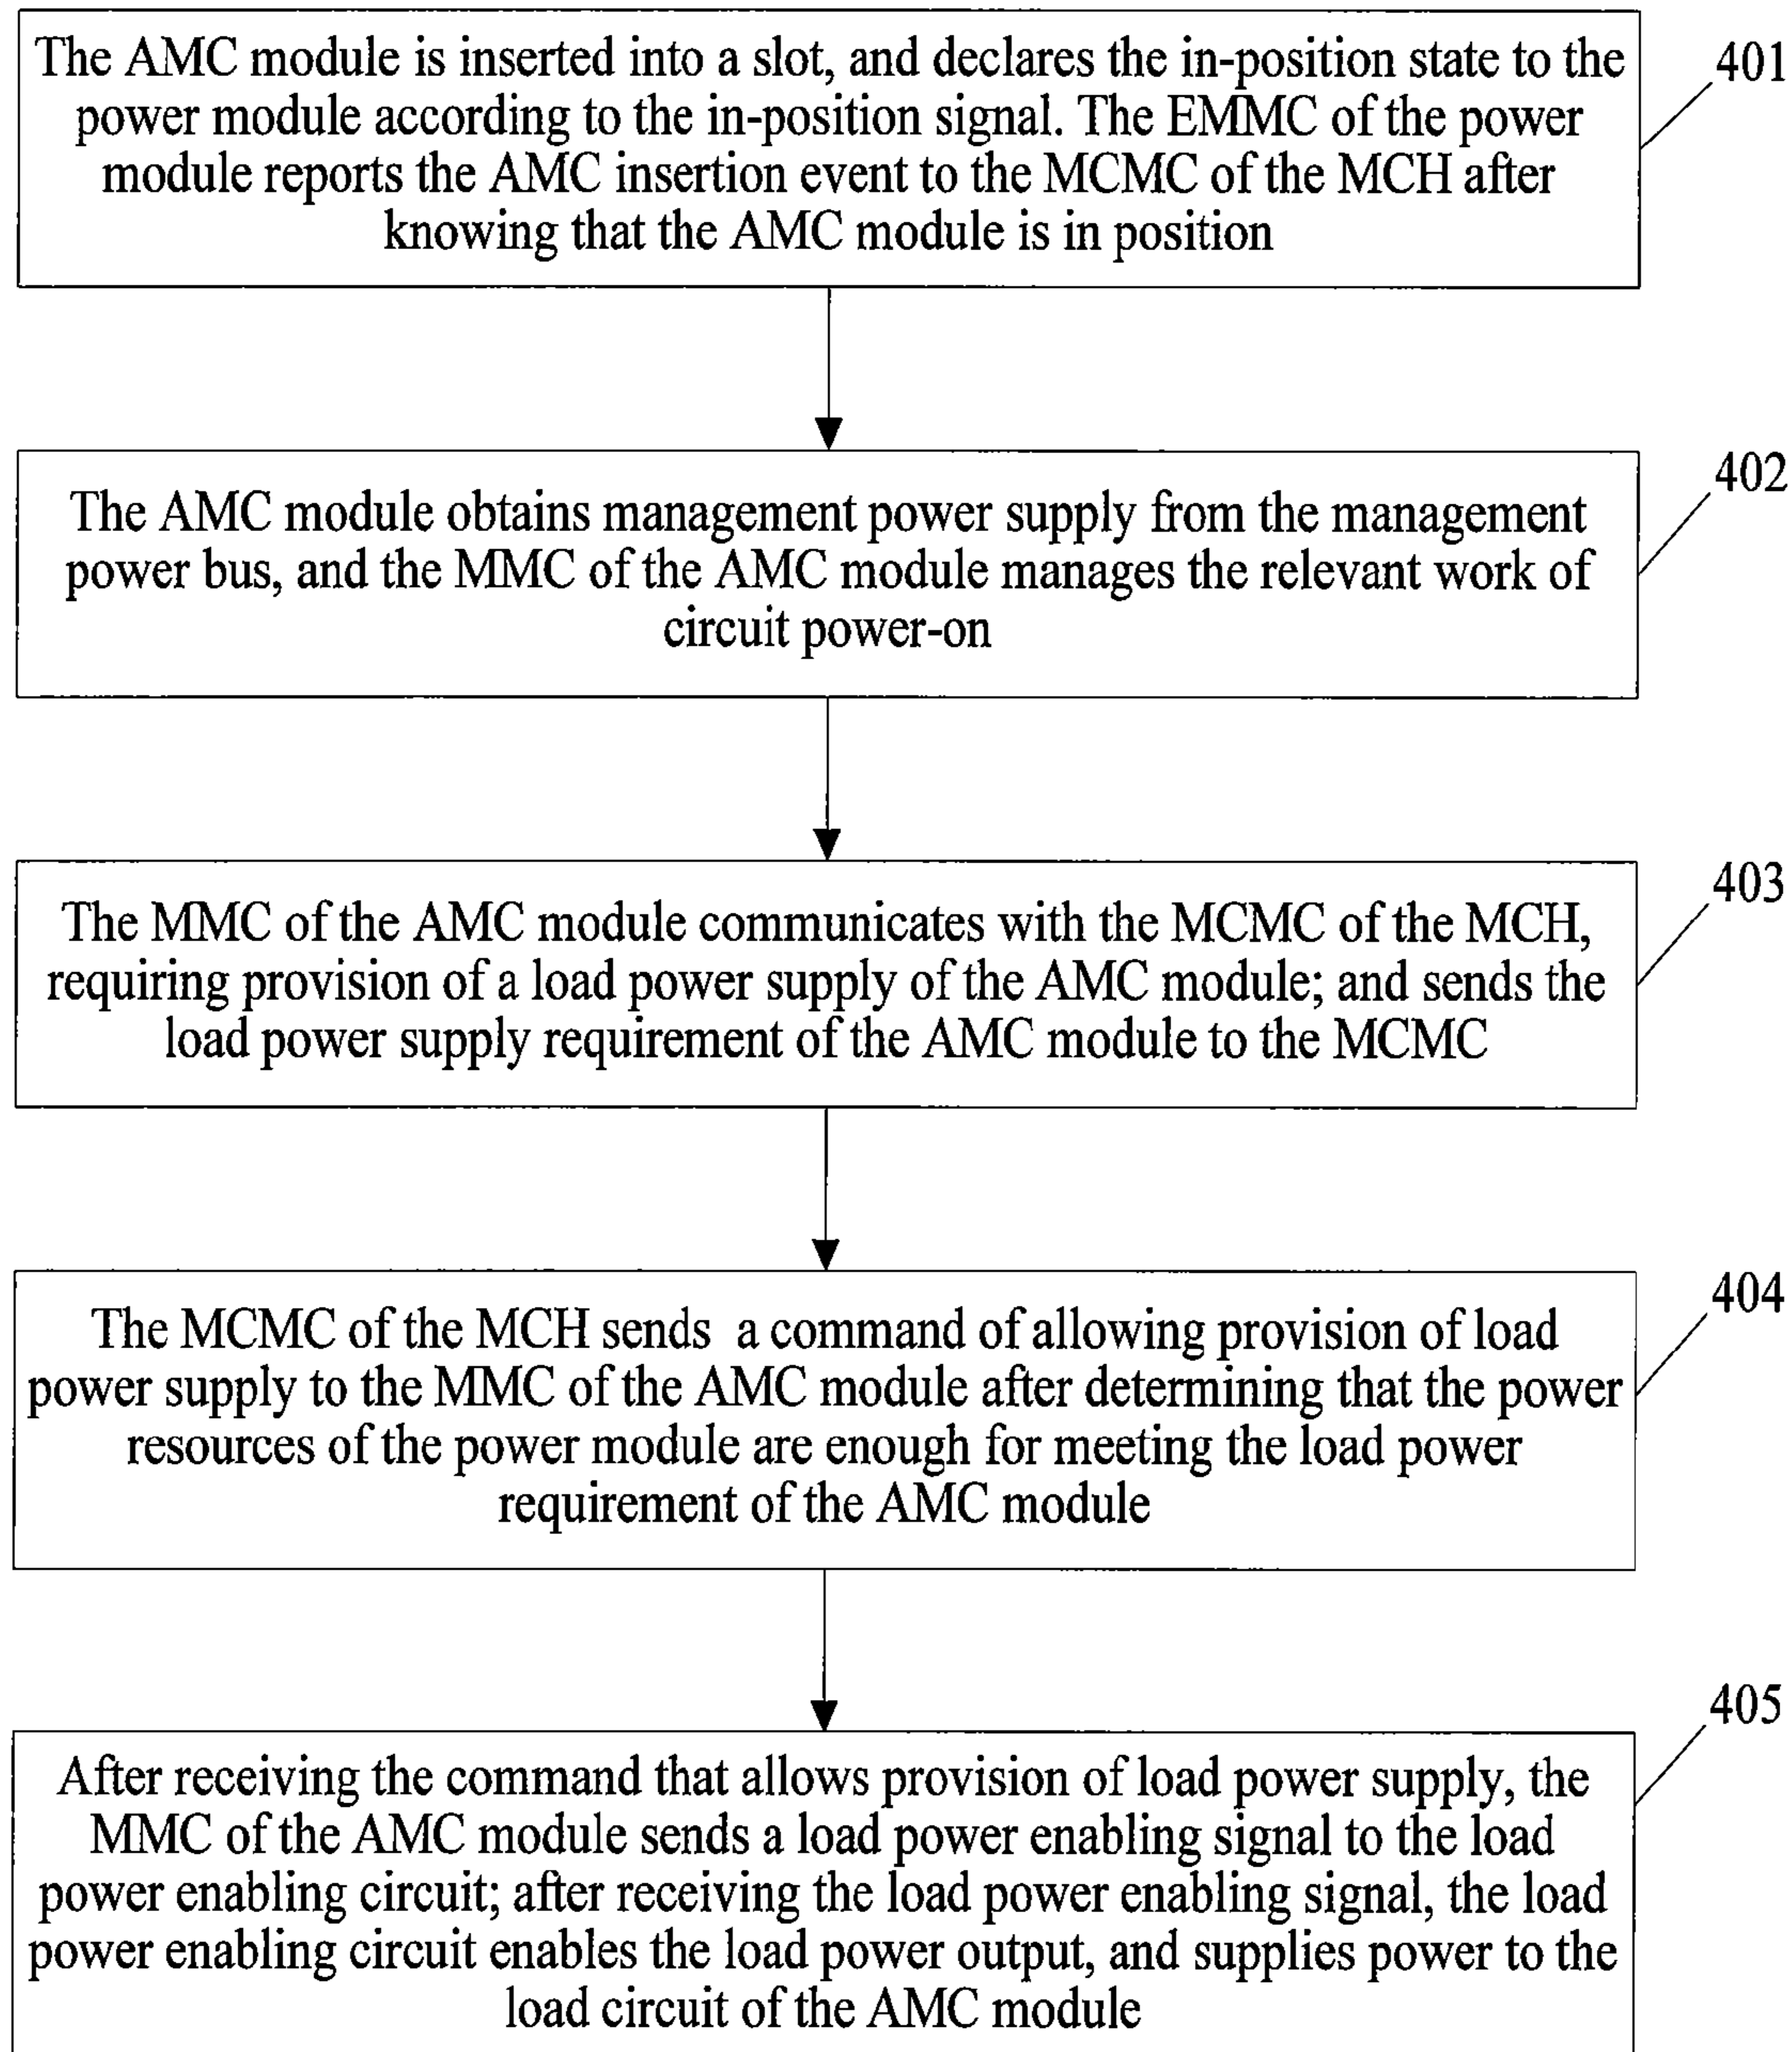 The AMC module is inserted into a slot, and declares the in-position state to the
power module according to the in-position signal. The EMMC of the power
module reports the AMC insertion event to the MCMC of the MCH after
knowing that the AMC module is in position
401
The AMC module obtains management power supply from the management
power bus, and the MMC of the AMC module manages the relevant work of
circuit power-on
402
The MMC of the AMC module communicates with the MCMC of the MCH,
requiring provision of a load power supply of the AMC module; and sends the
load power supply requirement of the AMC module to the MCMC
403
The MCMC of the MCH sends a command of allowing provision of load
power supply to the MMC of the AMC module after determining that the power
resources of the power module are enough for meeting the load power
requirement of the AMC module
404
After receiving the command that allows provision of load power supply, the
MMC of the AMC module sends a load power enabling signal to the load
power enabling circuit; after receiving the load power enabling signal, the load
power enabling circuit enables the load power output, and supplies power to the
load circuit of the AMC module
405